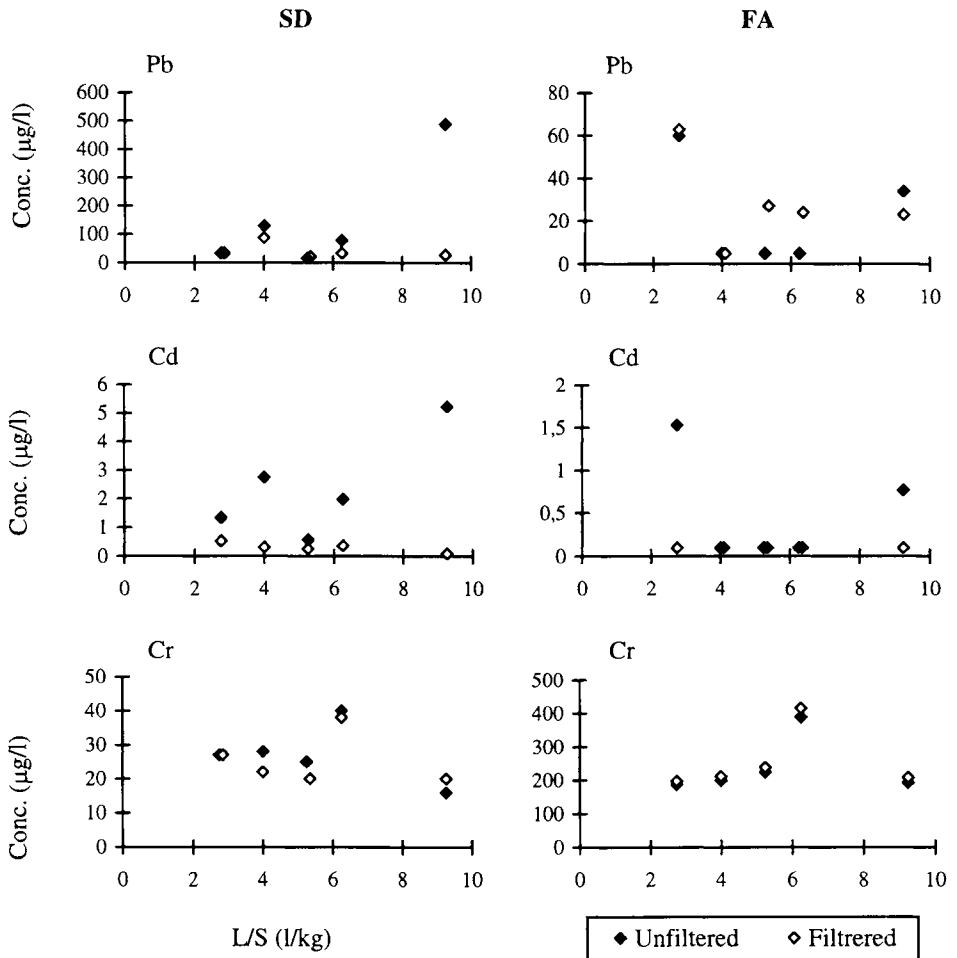 SD
FA
Pb
Conc. (µg/l)
600
500
400
300
200
100
0
0 2 4 6 8 10
Pb
80
60
40
20
0
0 2 4 6 8 10
Cd
Conc. (µg/l)
6
5
4
3
2
1
0
0 2 4 6 8 10
Cd
2
1,5
1
0,5
0
0 2 4 6 8 10
Cr
Conc. (µg/l)
50
40
30
20
10
0
0 2 4 6 8 10
Cr
500
400
300
200
100
0
0 2 4 6 8 10
L/S (l/kg)
Unfiltered Filtrered